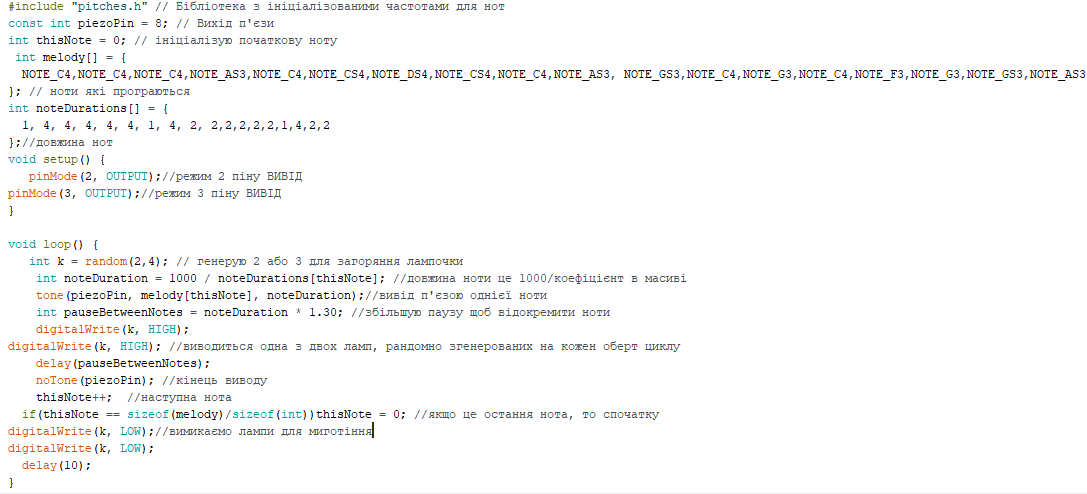 #include "pitches.h" // Бібліотека з ініціалізованими частотами для нот
const int piezoPin = 8; // Вихід п'єзи
int thisNote = 0; // ініціалізую початкову ноту
int melody[] = {
NOTE_C4,NOTE_C4,NOTE_C4,NOTE_AS3,NOTE_C4,NOTE_CS4,NOTE_DS4,NOTE_CS4,NOTE_C4,NOTE_AS3, NOTE_GS3,NOTE_C4,NOTE_G3,NOTE_C4,NOTE_F3,NOTE_G3,NOTE_GS3,NOTE_AS3
}; // ноти які програються
int noteDurations[] = {
1, 4, 4, 4, 4, 4, 1, 4, 2, 2,2,2,2,2,1,4,2,2
};//довжина нот
void setup() {
pinMode(2, OUTPUT);//режим 2 піну ВИВІД
pinMode(3, OUTPUT);//режим 3 піну ВИВІД
}
void loop() {
int k = random(2,4); // генерую 2 або 3 для загоряння лампочки
int noteDuration = 1000 / noteDurations[thisNote]; //довжина ноти це 1000/коефіцієнт в масиві
tone(piezoPin, melody[thisNote], noteDuration);//вивід п'єзою однієї ноти
int pauseBetweenNotes = noteDuration * 1.30; //збільшую паузу щоб відокремити ноти
digitalWrite(k, HIGH);
digitalWrite(k, HIGH); //виводиться одна з двох ламп, рандомно згенерованих на кожен оберт циклу
delay(pauseBetweenNotes);
noTone(piezoPin); //кінець виводу
thisNote++; //наступна нота
if(thisNote == sizeof(melody)/sizeof(int))thisNote = 0; //якщо це остання нота, то спочатку
digitalWrite(k, LOW);//вимикаємо лампи для миготіння
digitalWrite(k, LOW);
delay(10);
}